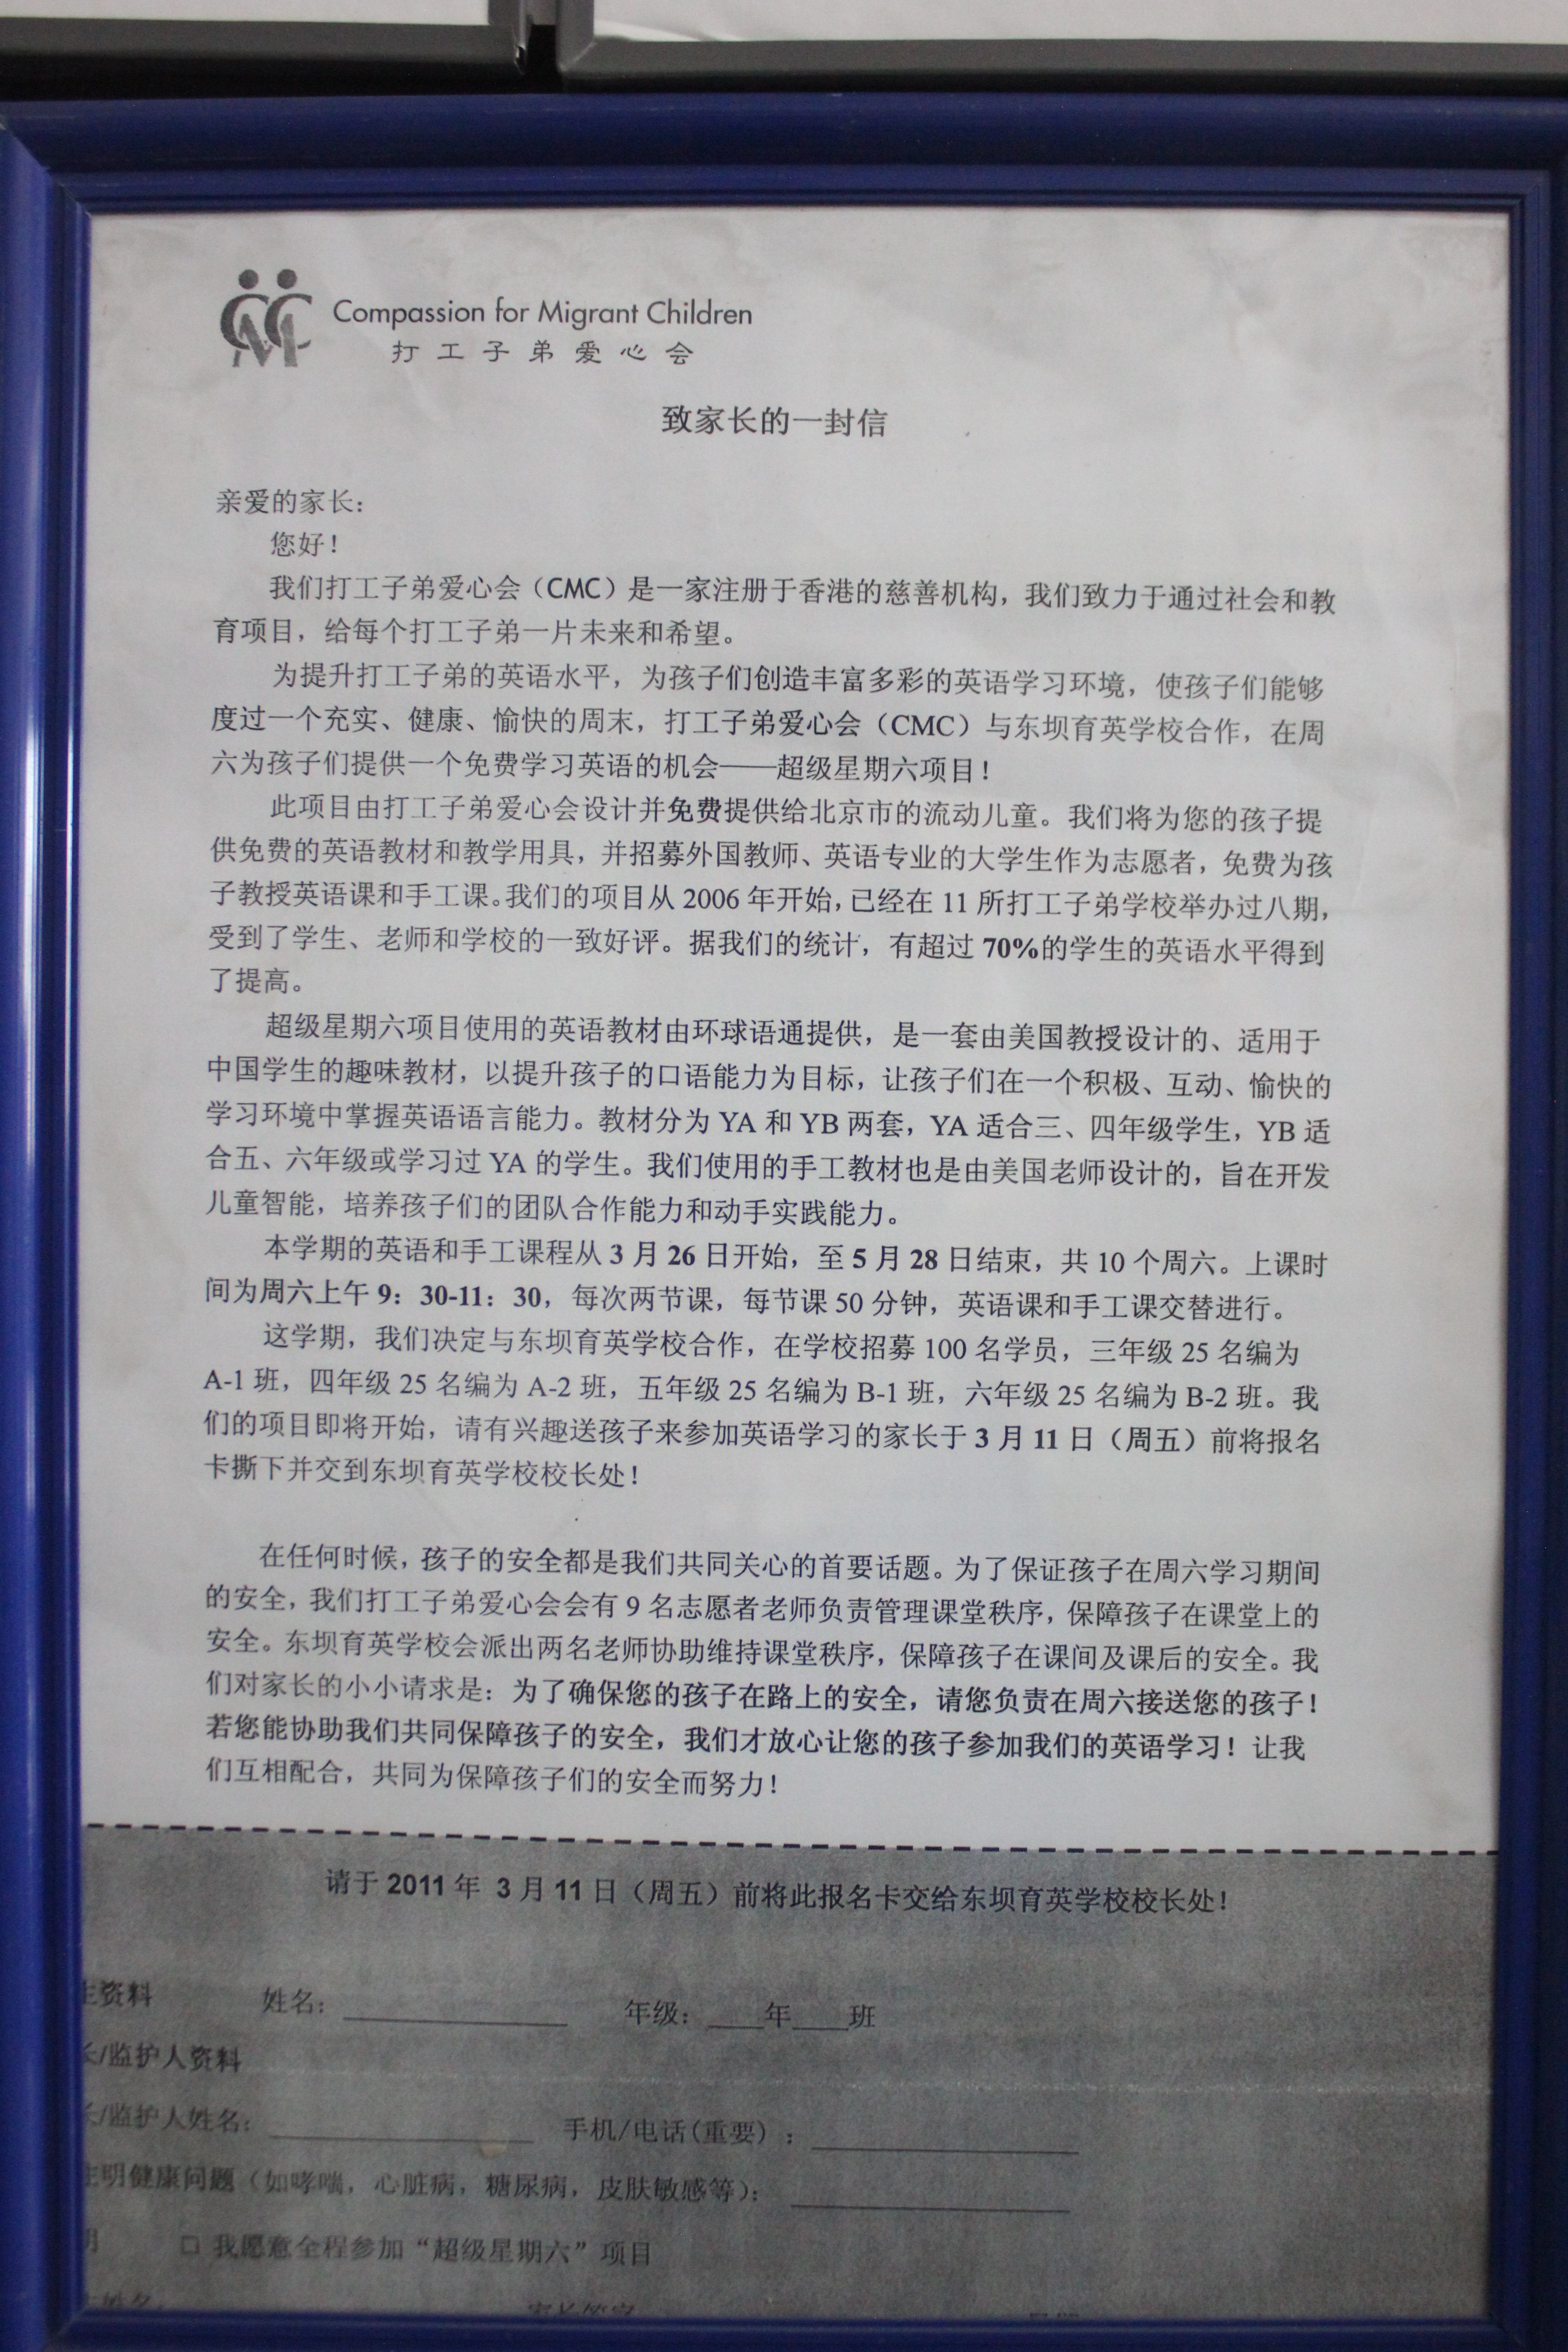 Compassion for Migrant Children
打工子弟爱心会
致家长的一封信
亲爱的家长：
您好！
我们打工子弟爱心会（CMC）是一家注册于香港的慈善机构，我们致力于通过社会和教
育项目，给每个打工子弟一片未来和希望。
为提升打工子弟的英语水平，为孩子们创造丰富多彩的英语学习环境，使孩子们能够
度过一个充实、健康、愉快的周末，打工子弟爱心会（CMC）与东坝育英学校合作，在周
六为孩子们提供一个免费学习英语的机会——超级星期六项目！
此项目由打工子弟爱心会设计并免费提供给北京市的流动儿童。我们将为您的孩子提
供免费的英语教材和教学用具，并招募外国教师、英语专业的大学生作为志愿者，免费为孩
子教授英语课和手工课。我们的项目从 2006 年开始，已经在 11 所打工子弟学校举办过八期，
受到了学生、老师和学校的一致好评。据我们的统计，有超过 70%的学生的英语水平得到
了提高。
超级星期六项目使用的英语教材由环球语通提供，是一套由美国教授设计的、适用于
中国学生的趣味教材，以提升孩子的口语能力为目标，让孩子们在一个积极、互动、愉快的
学习环境中掌握英语语言能力。教材分为 YA 和 YB 两套，YA 适合三、四年级学生，YB 适
合五、六年级或学习过 YA 的学生。我们使用的手工教材也是由美国老师设计的，旨在开发
儿童智能，培养孩子们的团队合作能力和动手实践能力。
本学期的英语和手工课程从 3 月 26 日开始，至 5 月 28 日结束，共 10 个周六。上课时
间为周六上午 9：30-11：30，每次两节课，每节课 50 分钟，英语课和手工课交替进行。
这学期，我们决定与东坝育英学校合作，在学校招募 100 名学员，三年级 25 名编为
A-1 班，四年级 25 名编为 A-2 班，五年级 25 名编为 B-1 班，六年级 25 名编为 B-2 班。我
们的项目即将开始，请有兴趣送孩子来参加英语学习的家长于 3 月 11 日（周五）前将报名
卡撕下并交到东坝育英学校校长处！
在任何时候，孩子的安全都是我们共同关心的首要话题。为了保证孩子在周六学习期间
的安全，我们打工子弟爱心会会有 9 名志愿者老师负责管理课堂秩序，保障孩子在课堂上的
安全。东坝育英学校会派出两名老师协助维持课堂秩序，保障孩子在课间及课后的安全。我
们对家长的小小请求是：为了确保您的孩子在路上的安全，请您负责在周六接送您的孩子！
若您能协助我们共同保障孩子的安全，我们才放心让您的孩子参加我们的英语学习！让我
们互相配合，共同为保障孩子们的安全而努力！
请于 2011 年 3 月 11 日（周五）前将此报名卡交给东坝育英学校校长处！
生资料 姓名： 年级： 年 班
长/监护人资料
长/监护人姓名： 手机/电话(重要)：
注明健康问题（如哮喘，心脏病，糖尿病，皮肤敏感等）：
□ 我愿意全程参加“超级星期六”项目